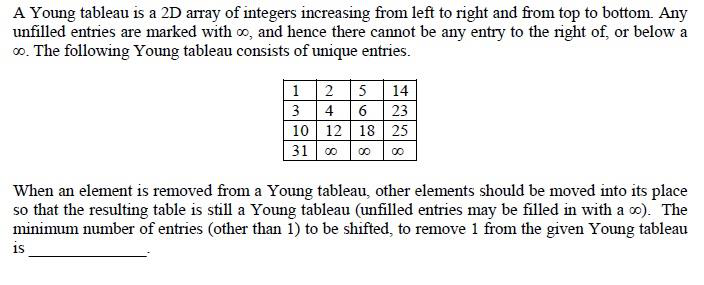 A Young tableau is a 2D array of integers increasing from left to right and from top to bottom. Any
unfilled entries are marked with ∞, and hence there cannot be any entry to the right of, or below a
∞. The following Young tableau consists of unique entries.
1 2 5 14
3 4 6 23
10 12 18 25
31 ∞ ∞ ∞
When an element is removed from a Young tableau, other elements should be moved into its place
so that the resulting table is still a Young tableau (unfilled entries may be filled in with a ∞). The
minimum number of entries (other than 1) to be shifted, to remove 1 from the given Young tableau
is ______________.